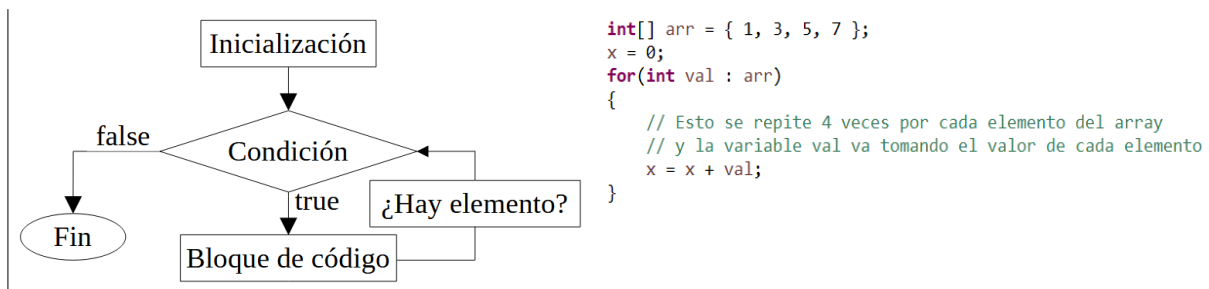 Inicialización
false
Condición
true
¿Hay elemento?
Fin
Bloque de código
int[] arr = { 1, 3, 5, 7 };
x = 0;
for(int val : arr)
{
// Esto se repite 4 veces por cada elemento del array
// y la variable val va tomando el valor de cada elemento
x = x + val;
}